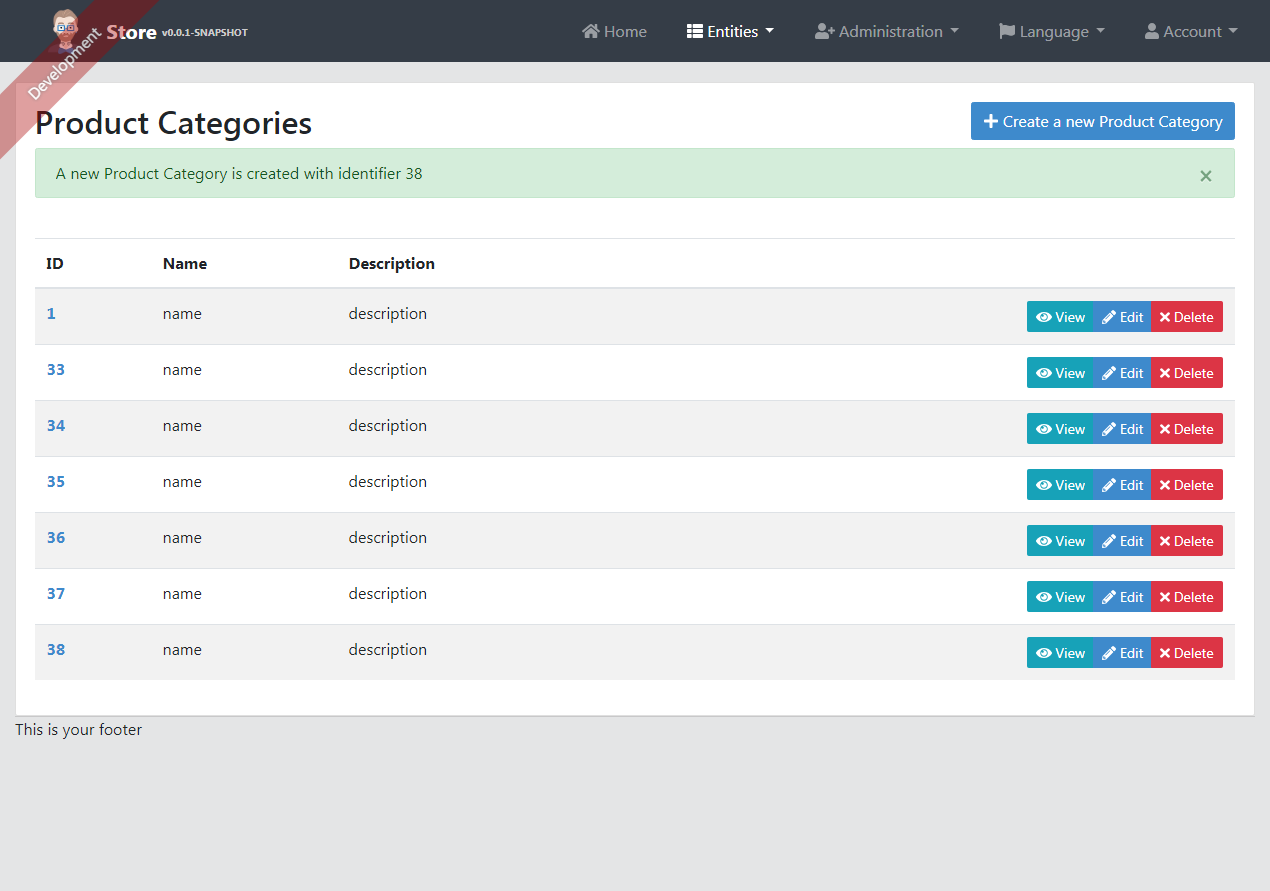 Store v0.0.1-SNAPSHOT Home Entities Administration Language Account
Development
Product Categories
Create a new Product Category
A new Product Category is created with identifier 38 ×
ID Name Description
1 name description View Edit Delete
33 name description View Edit Delete
34 name description View Edit Delete
35 name description View Edit Delete
36 name description View Edit Delete
37 name description View Edit Delete
38 name description View Edit Delete
This is your footer